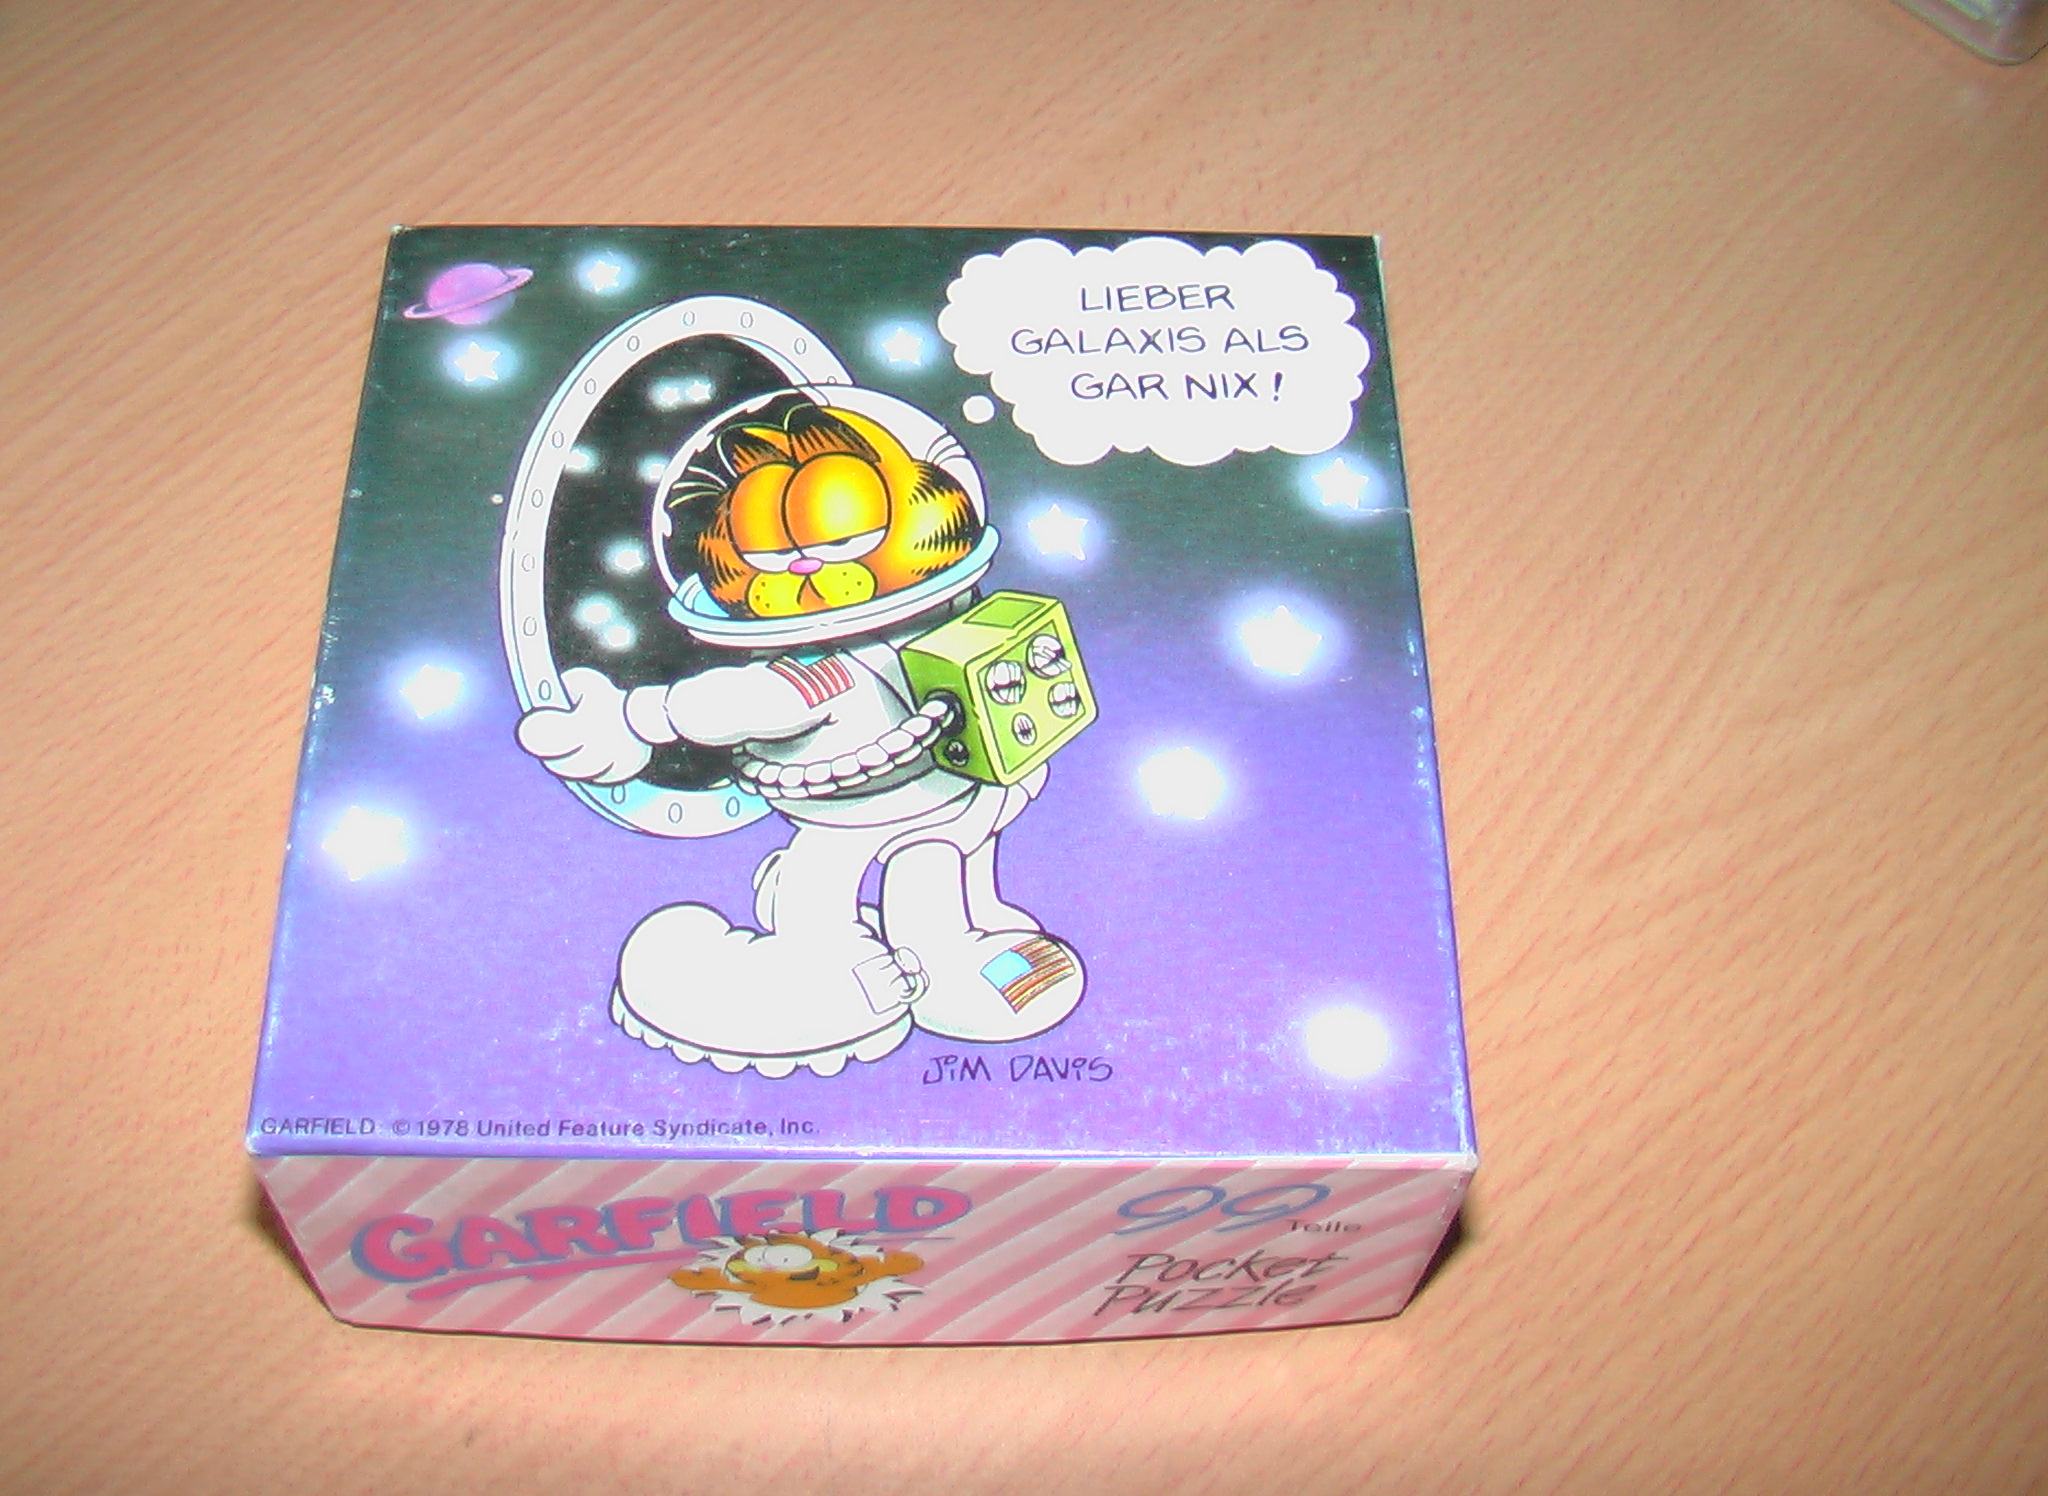 LIEBER
GALAXIS ALS
GAR NIX!
JIM DAVIS
GARFIELD © 1978 United Feature Syndicate, Inc.
GARFIELD
99
Teile
Pocket
Puzzle